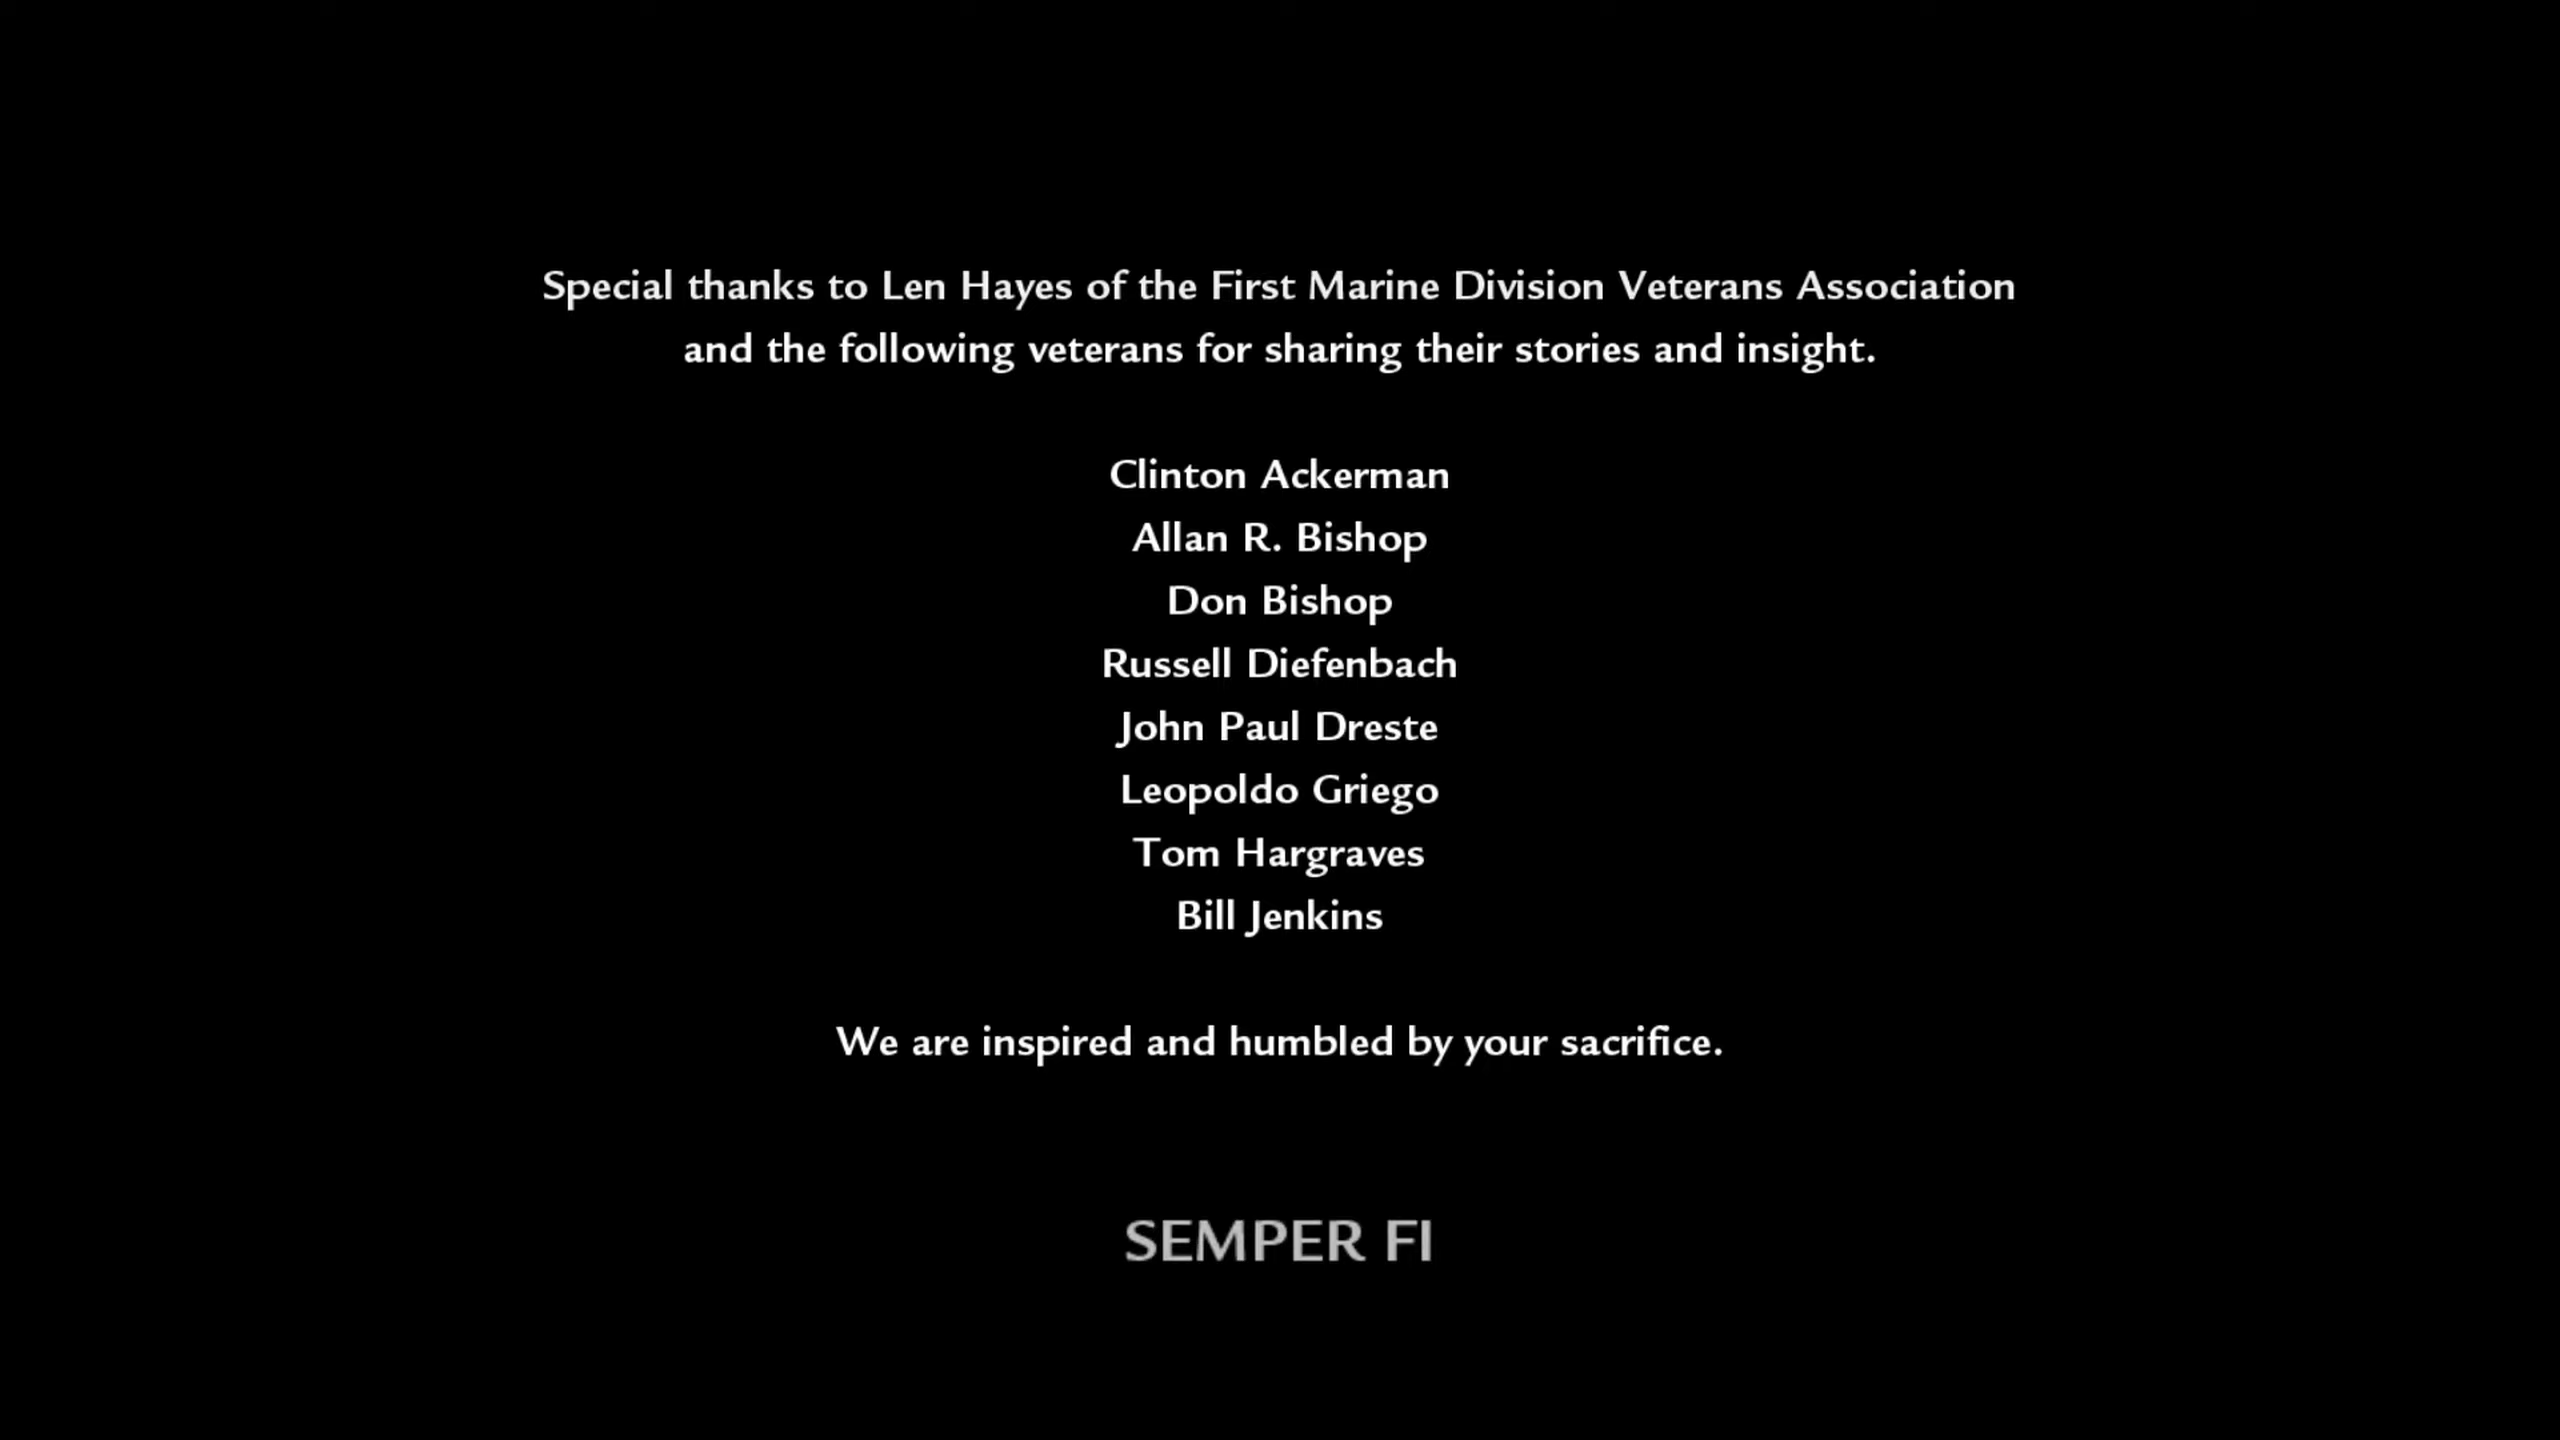 Special thanks to Len Hayes of the First Marine Division Veterans Association
and the following veterans for sharing their stories and insight.
Clinton Ackerman
Allan R. Bishop
Don Bishop
Russell Diefenbach
John Paul Dreste
Leopoldo Griego
Tom Hargraves
Bill Jenkins
We are inspired and humbled by your sacrifice.
SEMPER FI